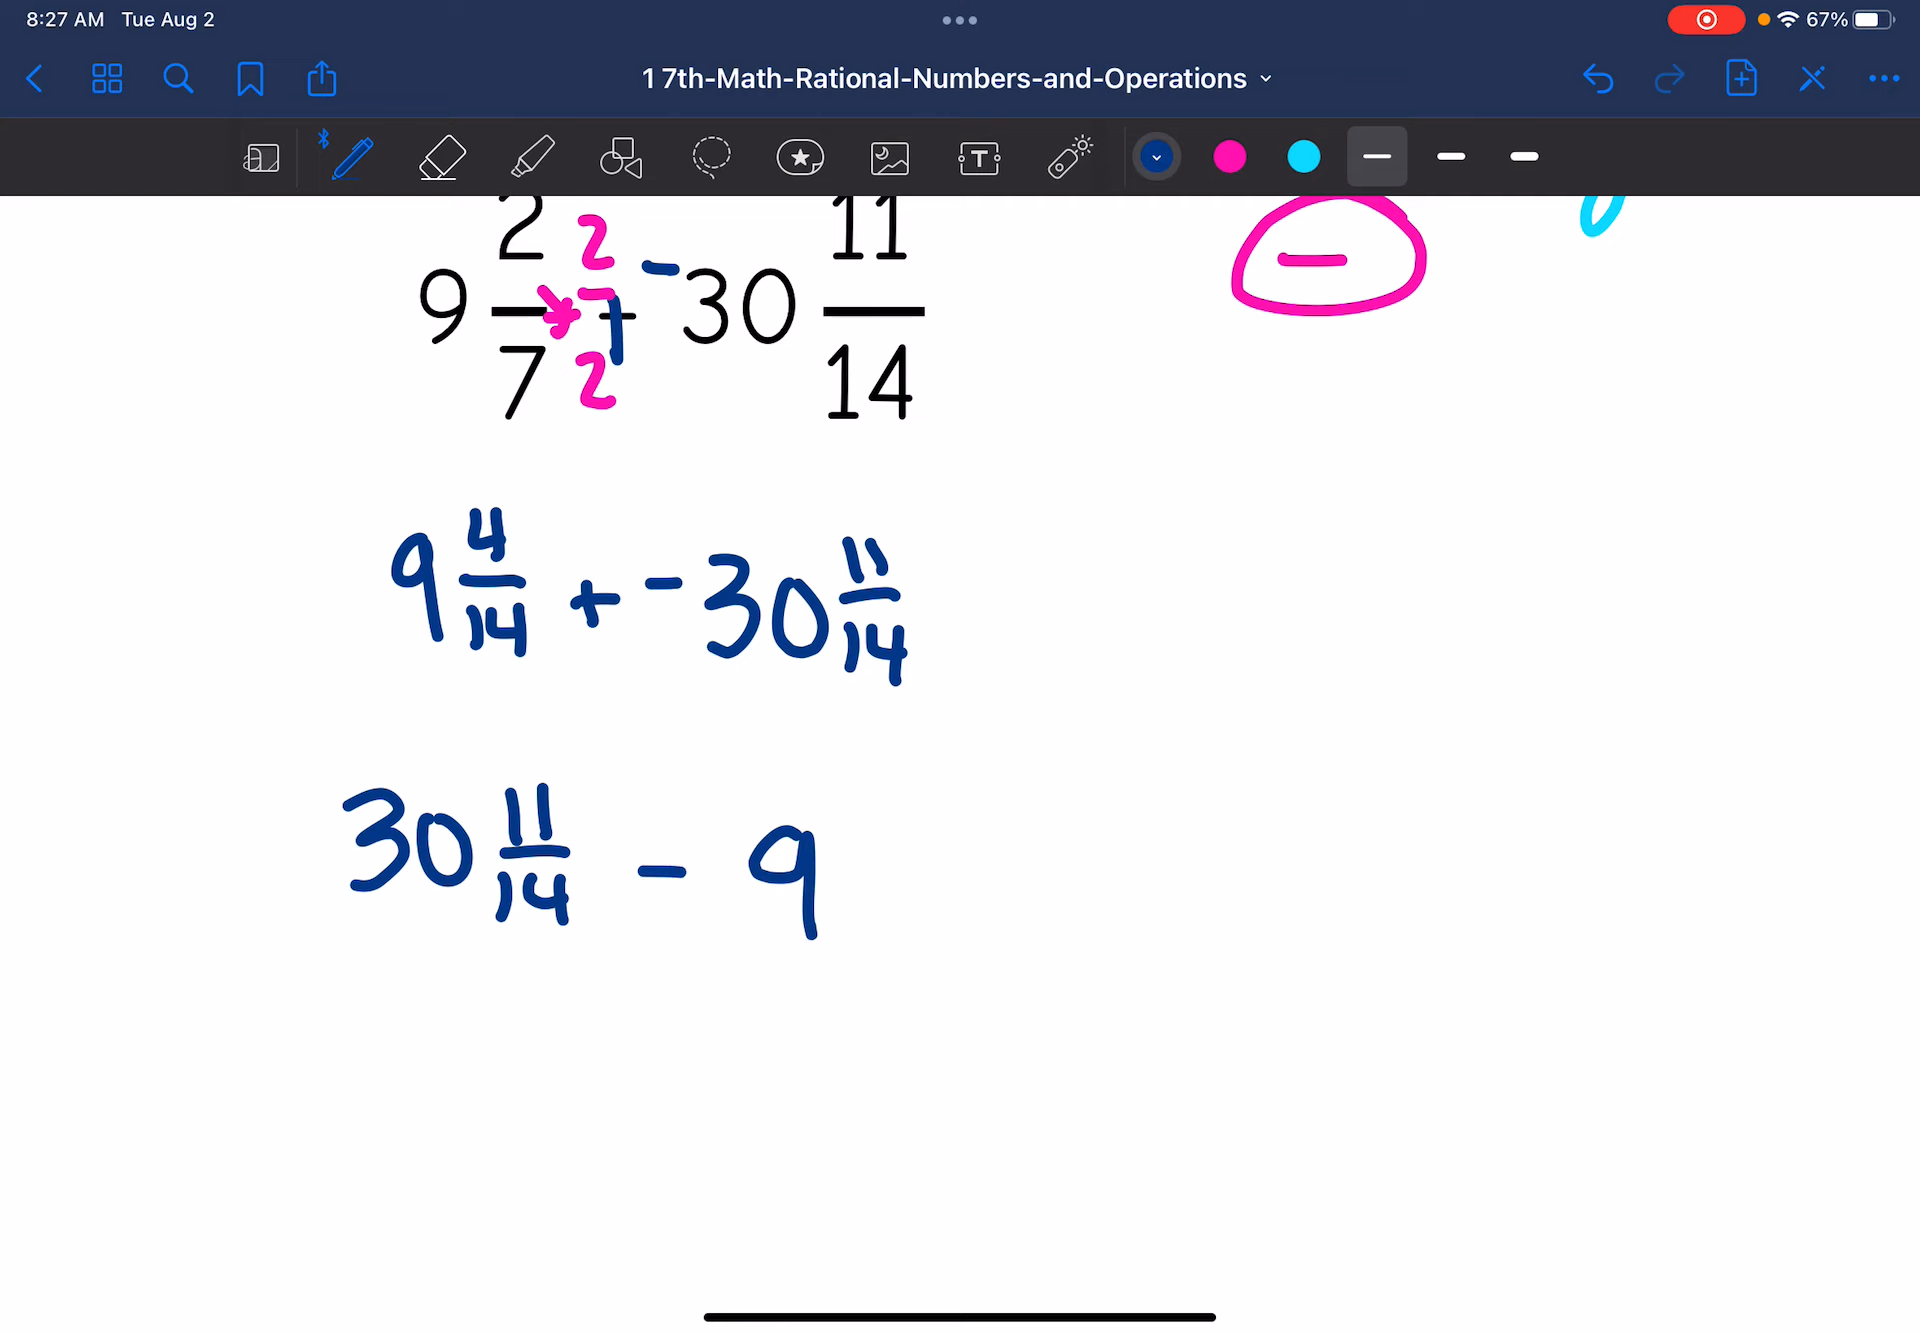 8:27 AM Tue Aug 2 67%
1 7th-Math-Rational-Numbers-and-Operations
T
9 2/7 * 2/2 + -30 11/14
-
9 4/14 + -30 11/14
30 11/14 - 9